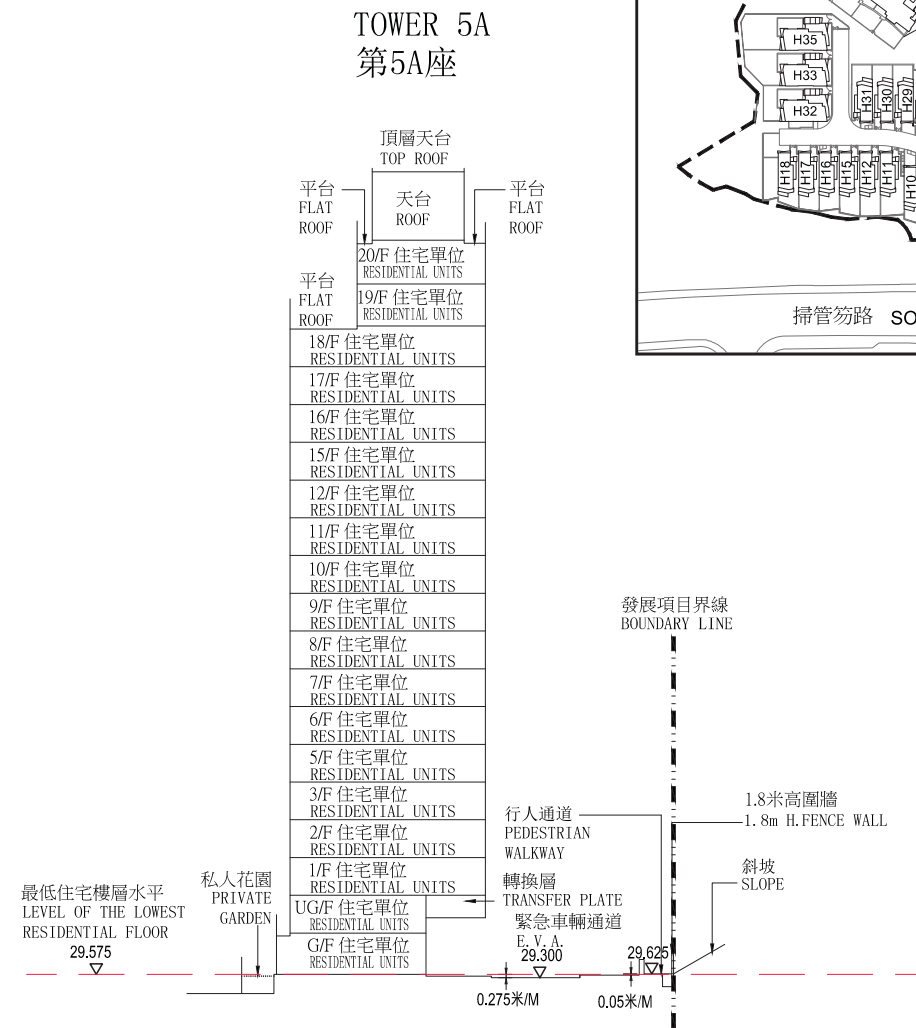 TOWER 5A
第5A座
頂層天台
TOP ROOF
平台
FLAT
ROOF
天台
ROOF
平台
FLAT
ROOF
20/F 住宅單位
RESIDENTIAL UNITS
平台
FLAT
ROOF
19/F 住宅單位
RESIDENTIAL UNITS
18/F 住宅單位
RESIDENTIAL UNITS
17/F 住宅單位
RESIDENTIAL UNITS
16/F 住宅單位
RESIDENTIAL UNITS
15/F 住宅單位
RESIDENTIAL UNITS
12/F 住宅單位
RESIDENTIAL UNITS
11/F 住宅單位
RESIDENTIAL UNITS
10/F 住宅單位
RESIDENTIAL UNITS
9/F 住宅單位
RESIDENTIAL UNITS
8/F 住宅單位
RESIDENTIAL UNITS
7/F 住宅單位
RESIDENTIAL UNITS
6/F 住宅單位
RESIDENTIAL UNITS
5/F 住宅單位
RESIDENTIAL UNITS
3/F 住宅單位
RESIDENTIAL UNITS
2/F 住宅單位
RESIDENTIAL UNITS
1/F 住宅單位
RESIDENTIAL UNITS
UG/F 住宅單位
RESIDENTIAL UNITS
G/F 住宅單位
RESIDENTIAL UNITS
最低住宅樓層水平
LEVEL OF THE LOWEST
RESIDENTIAL FLOOR
29.575
私人花園
PRIVATE
GARDEN
行人通道
PEDESTRIAN
WALKWAY
轉換層
TRANSFER PLATE
緊急車輛通道
E.V.A.
29.300
29.625
0.275米/M
0.05米/M
發展項目界線
BOUNDARY LINE
1.8米高圍牆
1.8m H.FENCE WALL
斜坡
SLOPE
H35
H33
H32
H31
H30
H29
H18
H17
H16
H15
H12
H11
H10
掃管笏路 SO